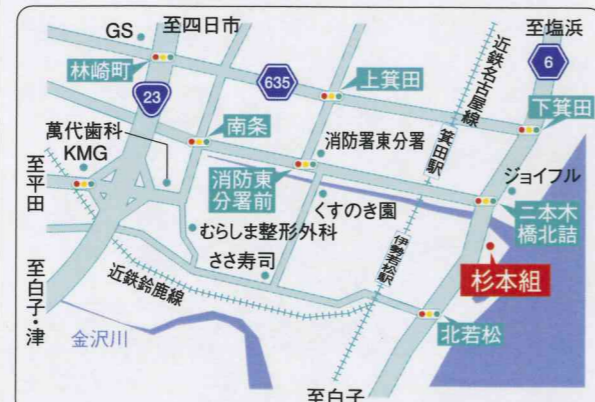 至四日市
GS
至塩浜
林崎町
23
635
上箕田
近鉄名古屋線
6
萬代歯科
KMG
南条
消防署東分署
箕田駅
下箕田
至平田
消防東
分署前
ジョイフル
くすのき園
二本木
橋北詰
むらしま整形外科
伊勢若松駅
ささ寿司
杉本組
至白子・津
近鉄鈴鹿線
金沢川
北若松
至白子